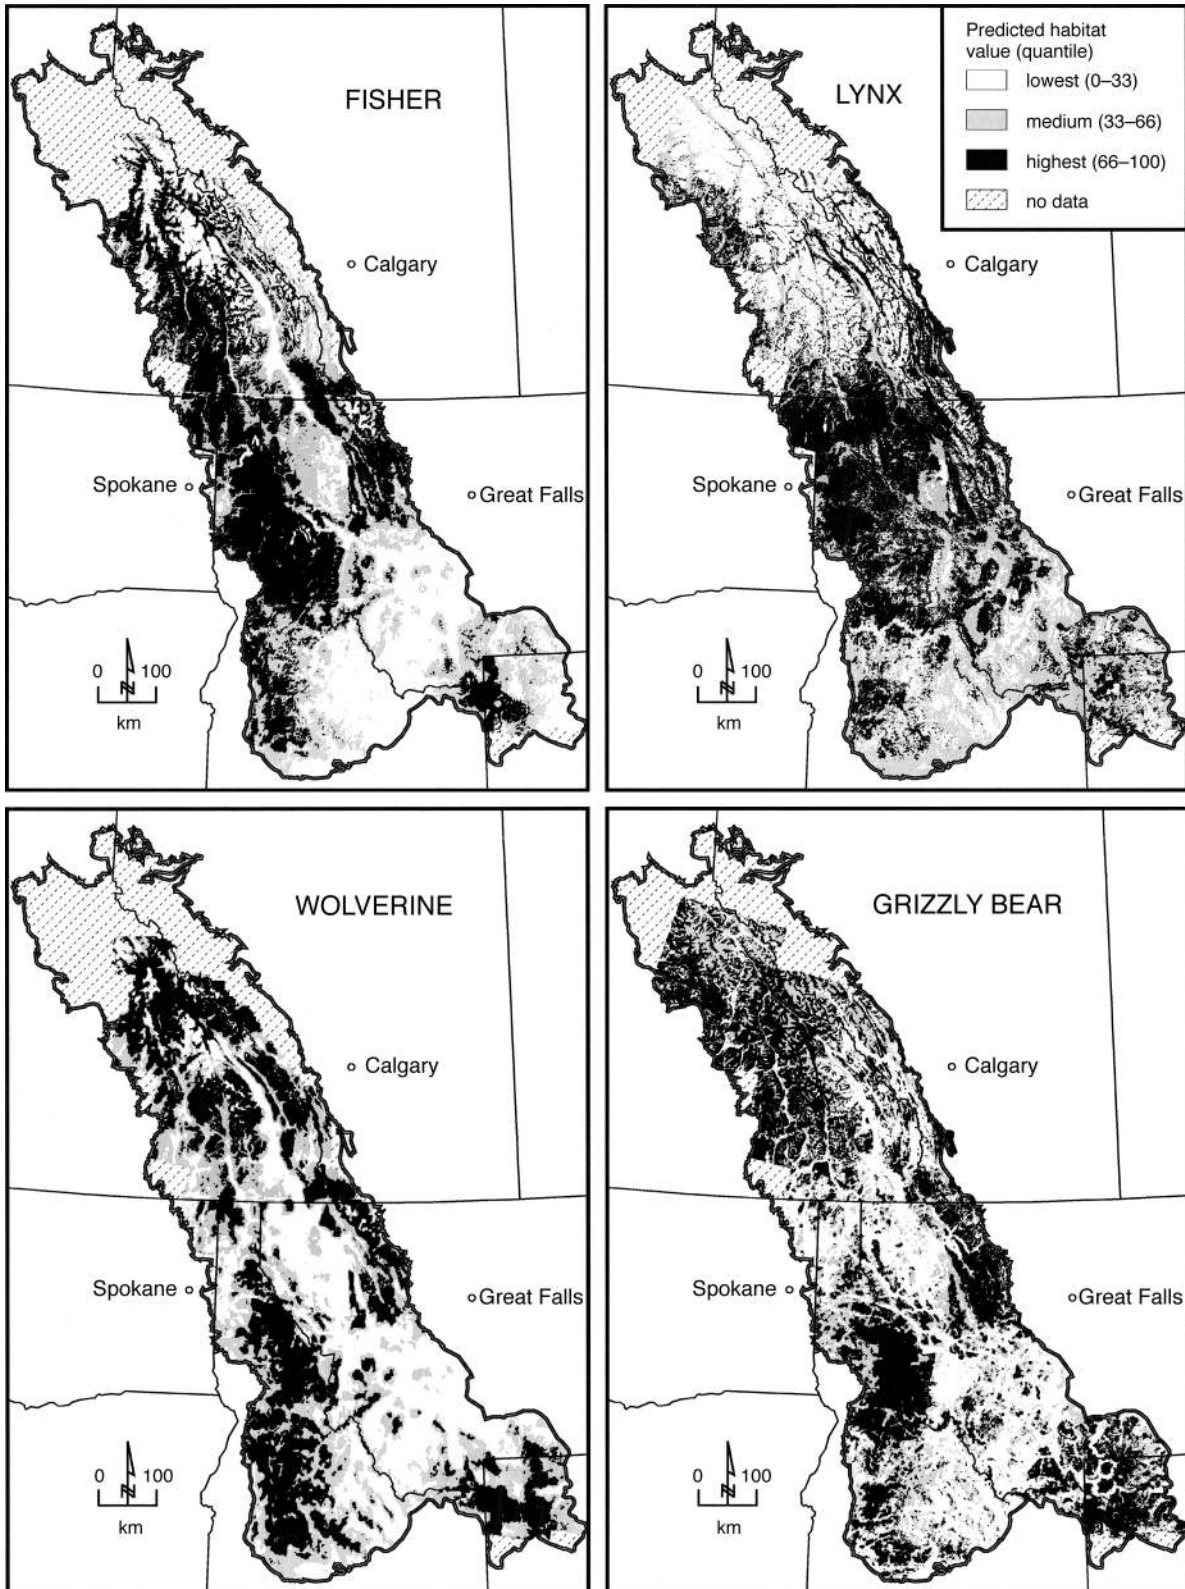 FISHER
Calgary
Spokane
Great Falls
0 100
N
km
LYNX
Predicted habitat
value (quantile)
lowest (0–33)
medium (33–66)
highest (66–100)
no data
Calgary
Spokane
Great Falls
0 100
N
km
WOLVERINE
Calgary
Spokane
Great Falls
0 100
N
km
GRIZZLY BEAR
Calgary
Spokane
Great Falls
0 100
N
km